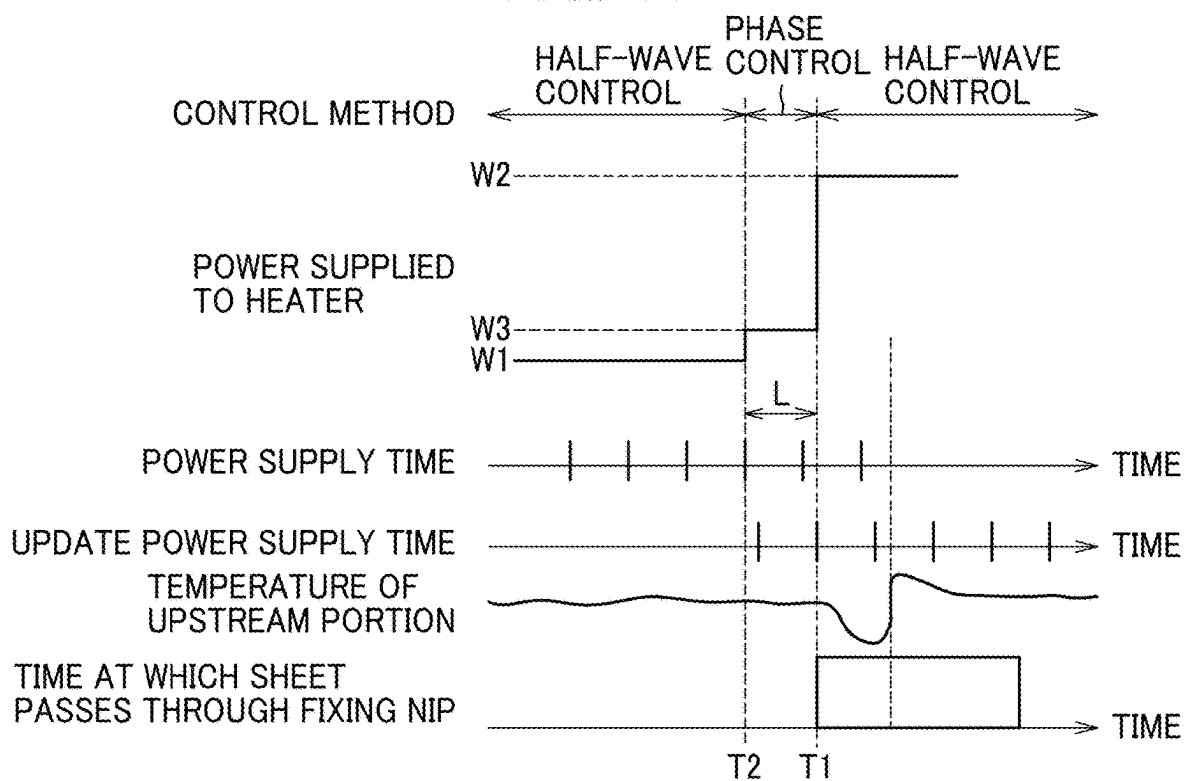 PHASE
CONTROL
HALF-WAVE
CONTROL
HALF-WAVE
CONTROL
CONTROL METHOD
W2
POWER SUPPLIED
TO HEATER
W3
W1
L
POWER SUPPLY TIME
TIME
UPDATE POWER SUPPLY TIME
TIME
TEMPERATURE OF
UPSTREAM PORTION
TIME AT WHICH SHEET
PASSES THROUGH FIXING NIP
TIME
T2
T1